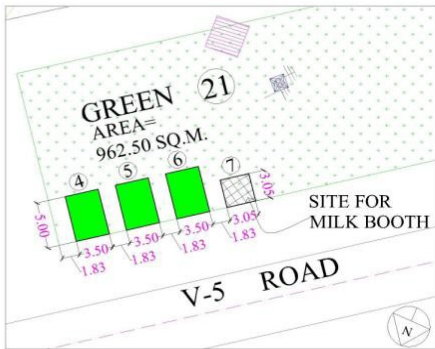 GREEN 21
AREA=
962.50 SQ.M.
4 5 6 7
5.00
3.05
SITE FOR
MILK BOOTH
3.50 3.50 3.50 3.05
1.83 1.83 1.83 1.83
V-5 ROAD
N